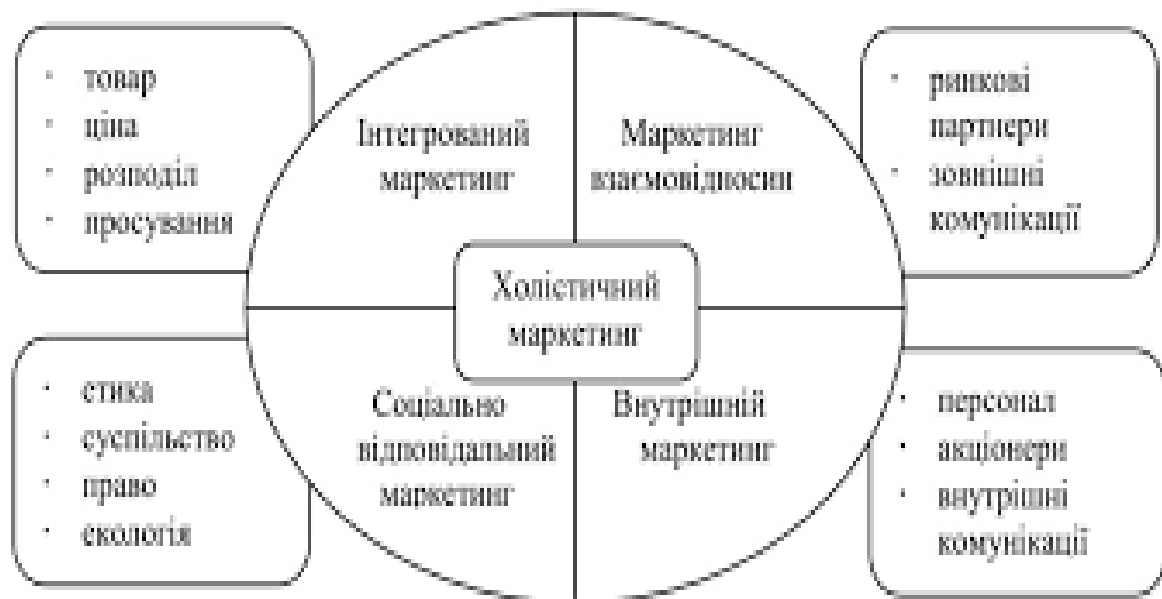 товар
ціна
розподіл
просування
Інтегрований
маркетинг
Маркетинг
взаємовідносин
ринкові
партнери
зовнішні
комунікації
Холістичний
маркетинг
етика
суспільство
право
екологія
Соціально
відповідальний
маркетинг
Внутрішній
маркетинг
персонал
акціонери
внутрішні
комунікації